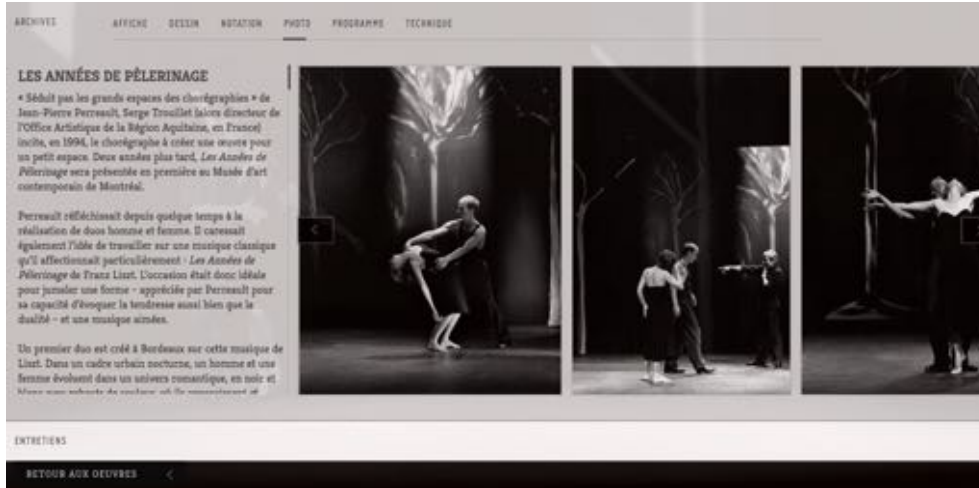 ARCHIVES
AFFICHE DESSIN NOTATION PHOTO PROGRAMME TECHNIQUE
LES ANNÉES DE PÈLERINAGE
« Séduit pas les grands espaces des chorégraphies » de
Jean-Pierre Perreault, Serge Trouillet (alors directeur de
l'Office Artistique de la Région Aquitaine, en France)
incite, en 1994, le chorégraphe à créer une œuvre pour
un petit espace. Deux années plus tard, Les Années de
Pèlerinage sera présentée en première au Musée d'art
contemporain de Montréal.
Perreault réfléchissait depuis quelque temps à la
réalisation de duos homme et femme. Il caressait
également l'idée de travailler sur une musique classique
qu'il affectionnait particulièrement - Les Années de
Pèlerinage de Franz Liszt. L'occasion était donc idéale
pour jumeler une forme - appréciée par Perreault pour
sa capacité d'évoquer la tendresse aussi bien que la
dualité - et une musique aimées.
Un premier duo est créé à Bordeaux sur cette musique de
Liszt. Dans un cadre urbain nocturne, un homme et une
femme évoluent dans un univers romantique, en noir et
ENTRETIENS
RETOUR AUX OEUVRES <